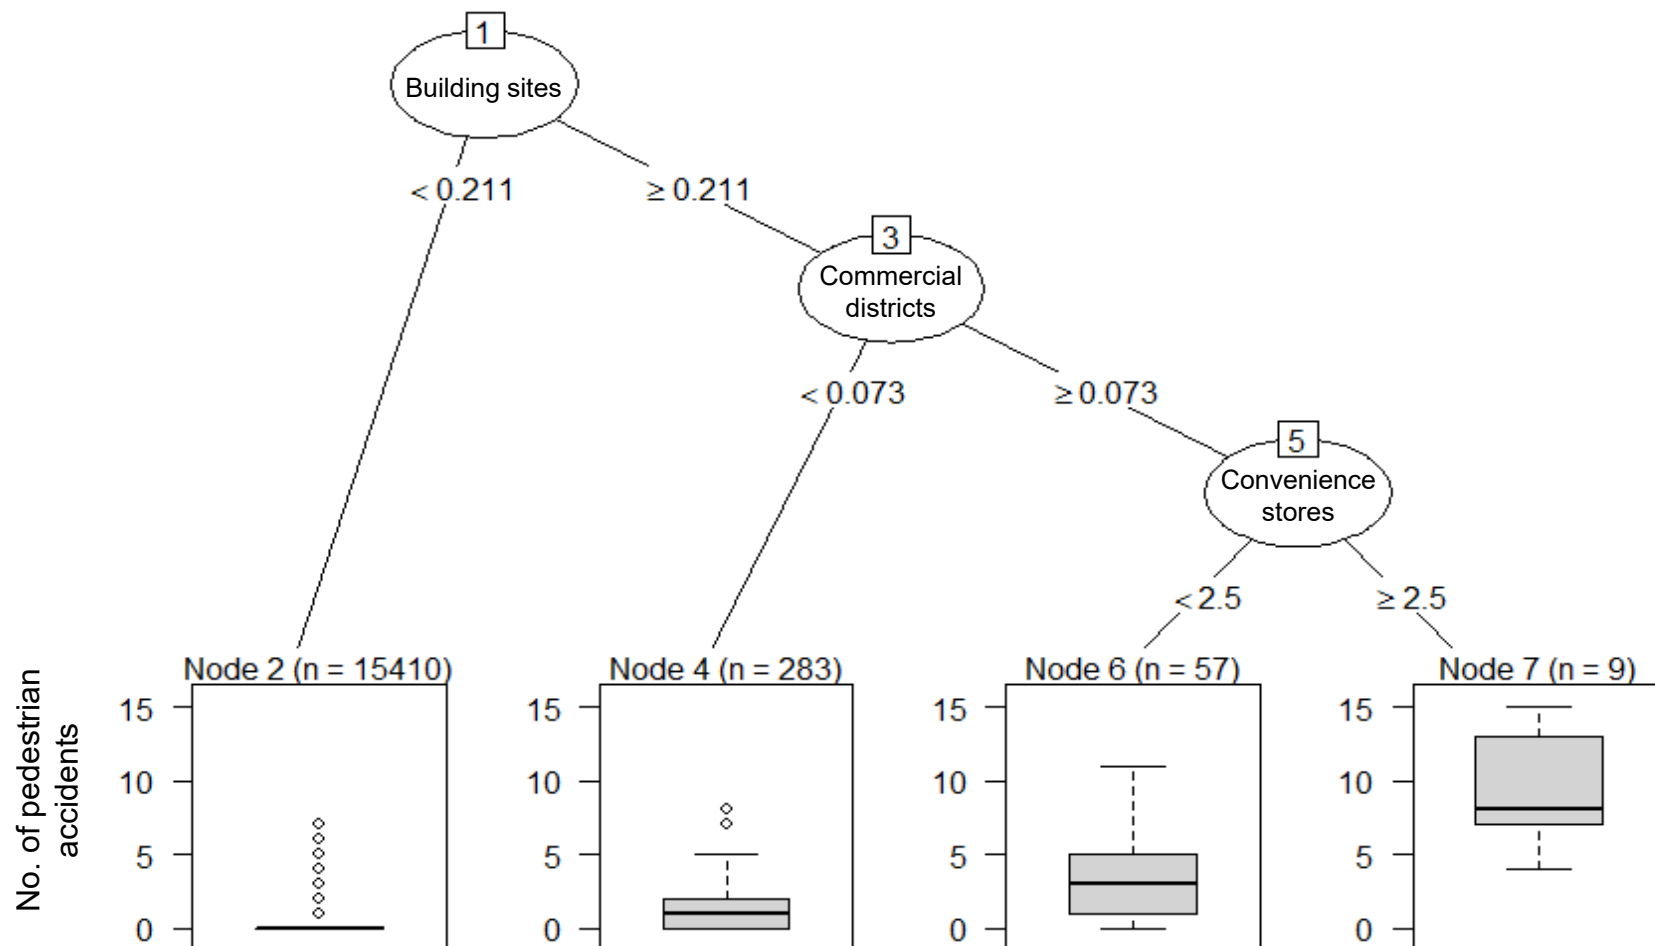 1
Building sites
< 0.211
≥ 0.211
3
Commercial
districts
< 0.073
≥ 0.073
5
Convenience
stores
< 2.5
≥ 2.5
Node 2 (n = 15410)
Node 4 (n = 283)
Node 6 (n = 57)
Node 7 (n = 9)
No. of pedestrian
accidents
15
10
5
0
15
10
5
0
15
10
5
0
15
10
5
0